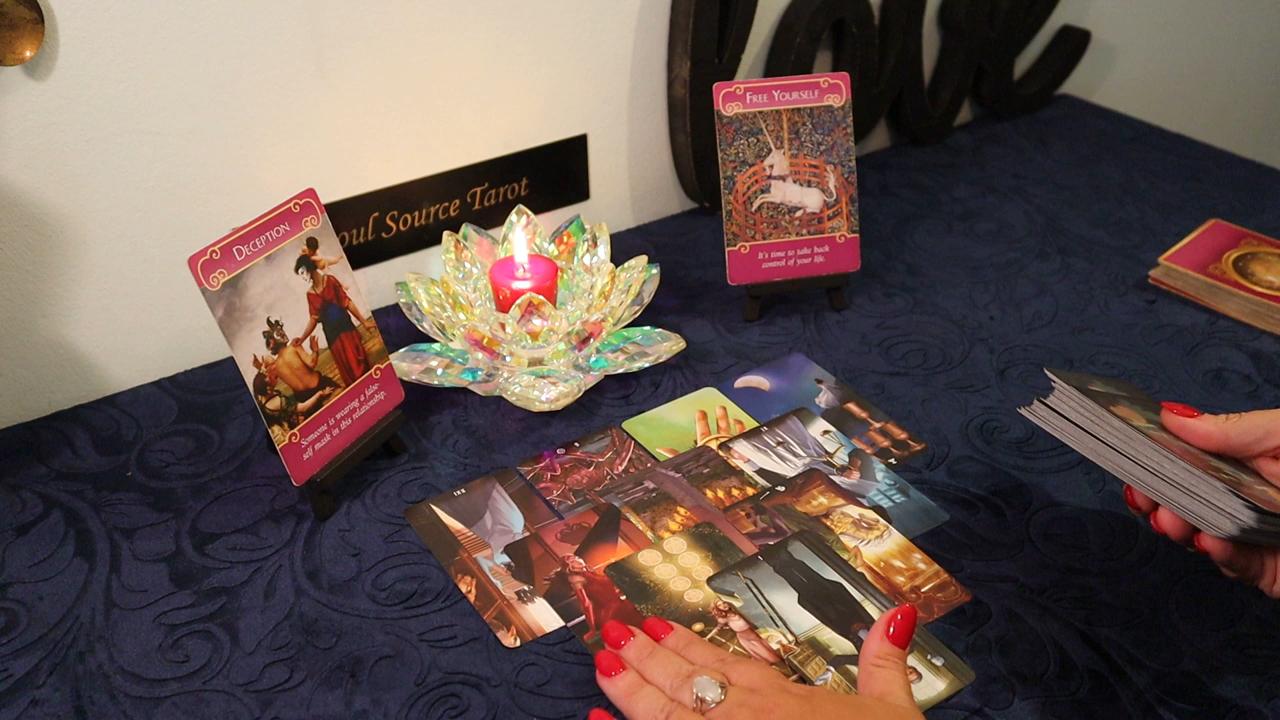 love
FREE YOURSELF
It's time to take back
control of your life.
oul Source Tarot
DECEPTION
Someone is wearing a false-
self mask in this relationship.